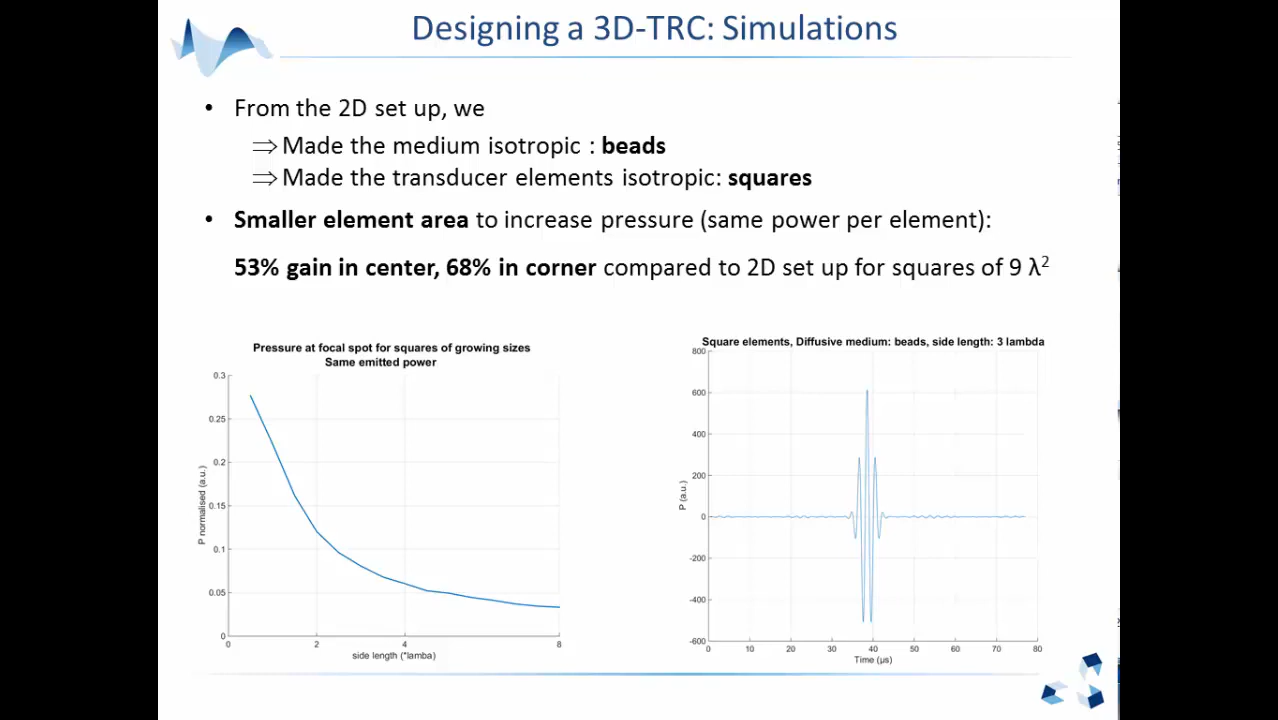 Designing a 3D-TRC: Simulations
• From the 2D set up, we
⇒ Made the medium isotropic : beads
⇒ Made the transducer elements isotropic: squares
• Smaller element area to increase pressure (same power per element):
53% gain in center, 68% in corner compared to 2D set up for squares of 9 λ²
Pressure at focal spot for squares of growing sizes
Same emitted power
0.3
0.25
0.2
0.15
0.1
0.05
0
P normalised (a.u.)
0 2 4 8
side length (*lamba)
Square elements, Diffusive medium: beads, side length: 3 lambda
800
600
400
200
0
-200
-400
-600
P (a.u.)
0 10 20 30 40 50 60 70 80
Time (µs)